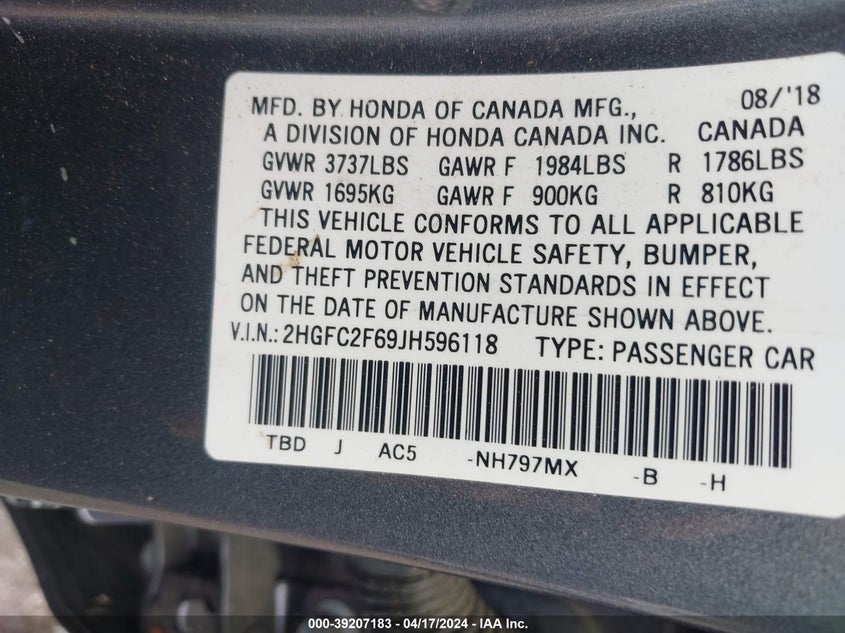 MFD. BY HONDA OF CANADA MFG., 08/'18
A DIVISION OF HONDA CANADA INC. CANADA
GVWR 3737LBS GAWR F 1984LBS R 1786LBS
GVWR 1695KG GAWR F 900KG R 810KG
THIS VEHICLE CONFORMS TO ALL APPLICABLE
FEDERAL MOTOR VEHICLE SAFETY, BUMPER,
AND THEFT PREVENTION STANDARDS IN EFFECT
ON THE DATE OF MANUFACTURE SHOWN ABOVE.
V.I.N.: 2HGFC2F69JH596118 TYPE: PASSENGER CAR
TBD J AC5 -NH797MX -B -H
000-39207183 - 04/17/2024 - IAA Inc.